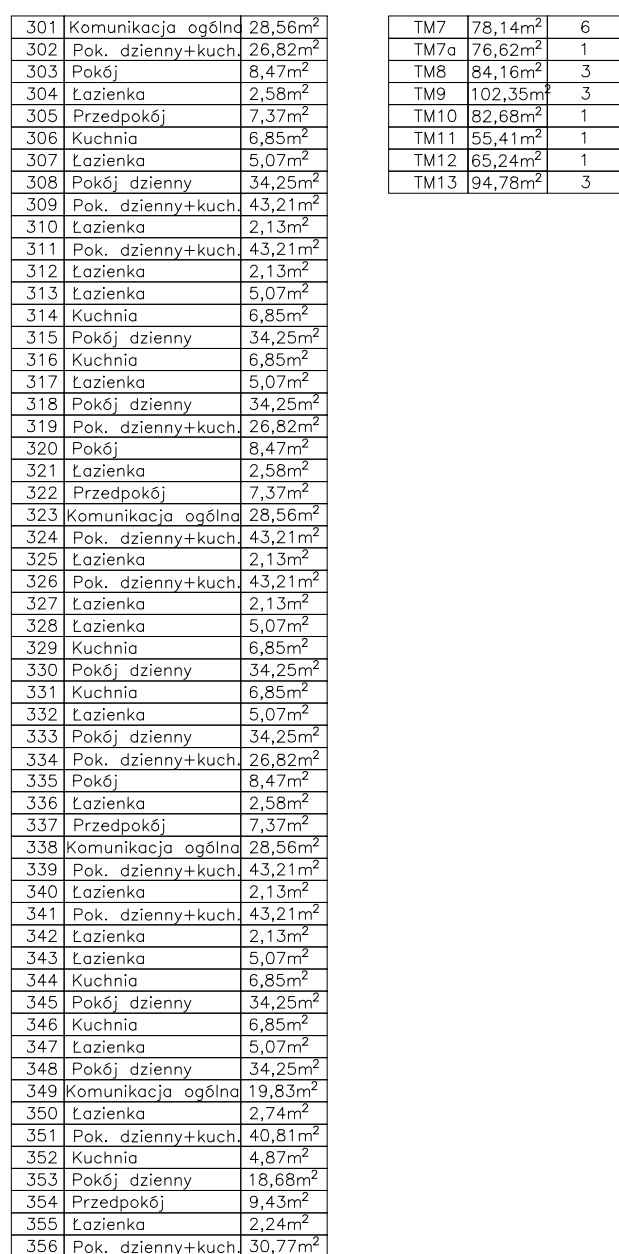 301 Komunikacja ogólna 28,56m²
302 Pok. dzienny+kuch. 26,82m²
303 Pokój 8,47m²
304 Łazienka 2,58m²
305 Przedpokój 7,37m²
306 Kuchnia 6,85m²
307 Łazienka 5,07m²
308 Pokój dzienny 34,25m²
309 Pok. dzienny+kuch. 43,21m²
310 Łazienka 2,13m²
311 Pok. dzienny+kuch. 43,21m²
312 Łazienka 2,13m²
313 Łazienka 5,07m²
314 Kuchnia 6,85m²
315 Pokój dzienny 34,25m²
316 Kuchnia 6,85m²
317 Łazienka 5,07m²
318 Pokój dzienny 34,25m²
319 Pok. dzienny+kuch. 26,82m²
320 Pokój 8,47m²
321 Łazienka 2,58m²
322 Przedpokój 7,37m²
323 Komunikacja ogólna 28,56m²
324 Pok. dzienny+kuch. 43,21m²
325 Łazienka 2,13m²
326 Pok. dzienny+kuch. 43,21m²
327 Łazienka 2,13m²
328 Łazienka 5,07m²
329 Kuchnia 6,85m²
330 Pokój dzienny 34,25m²
331 Kuchnia 6,85m²
332 Łazienka 5,07m²
333 Pokój dzienny 34,25m²
334 Pok. dzienny+kuch. 26,82m²
335 Pokój 8,47m²
336 Łazienka 2,58m²
337 Przedpokój 7,37m²
338 Komunikacja ogólna 28,56m²
339 Pok. dzienny+kuch. 43,21m²
340 Łazienka 2,13m²
341 Pok. dzienny+kuch. 43,21m²
342 Łazienka 2,13m²
343 Łazienka 5,07m²
344 Kuchnia 6,85m²
345 Pokój dzienny 34,25m²
346 Kuchnia 6,85m²
347 Łazienka 5,07m²
348 Pokój dzienny 34,25m²
349 Komunikacja ogólna 19,83m²
350 Łazienka 2,74m²
351 Pok. dzienny+kuch. 40,81m²
352 Kuchnia 4,87m²
353 Pokój dzienny 18,68m²
354 Przedpokój 9,43m²
355 Łazienka 2,24m²
356 Pok. dzienny+kuch. 30,77m²
TM7 78,14m² 6
TM7a 76,62m² 1
TM8 84,16m² 3
TM9 102,35m² 3
TM10 82,68m² 1
TM11 55,41m² 1
TM12 65,24m² 1
TM13 94,78m² 3